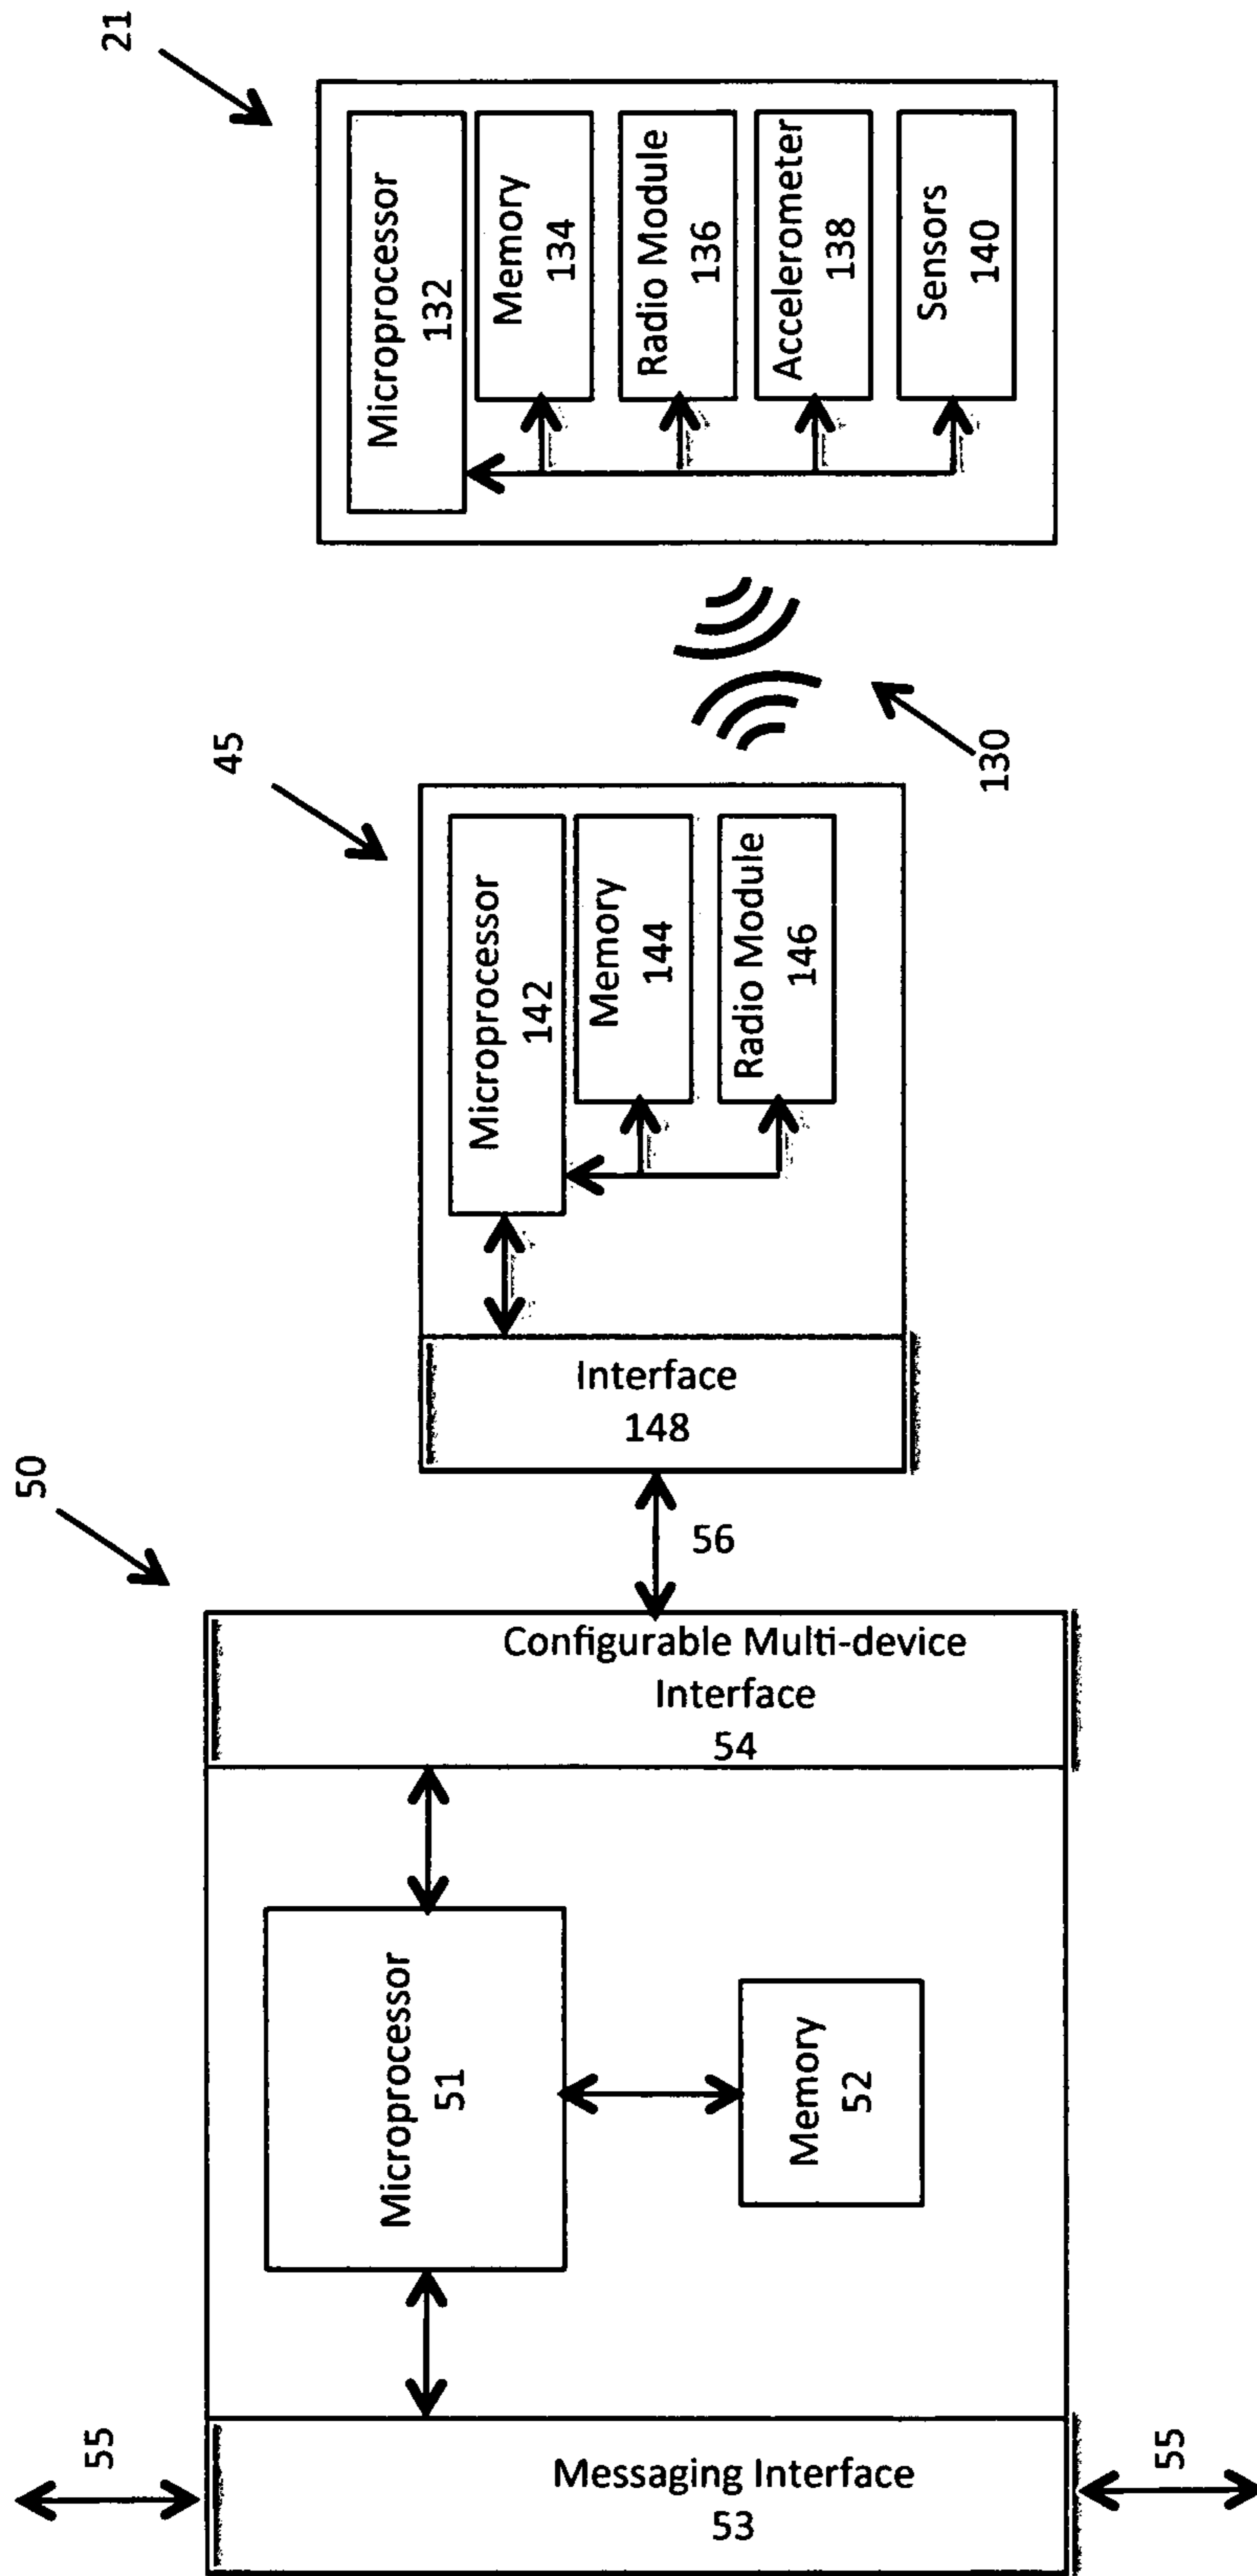 21
Microprocessor
132
Memory
134
Radio Module
136
Accelerometer
138
Sensors
140
130
45
Microprocessor
142
Memory
144
Radio Module
146
Interface
148
56
50
Configurable Multi-device
Interface
54
Microprocessor
51
Memory
52
Messaging Interface
53
55
55